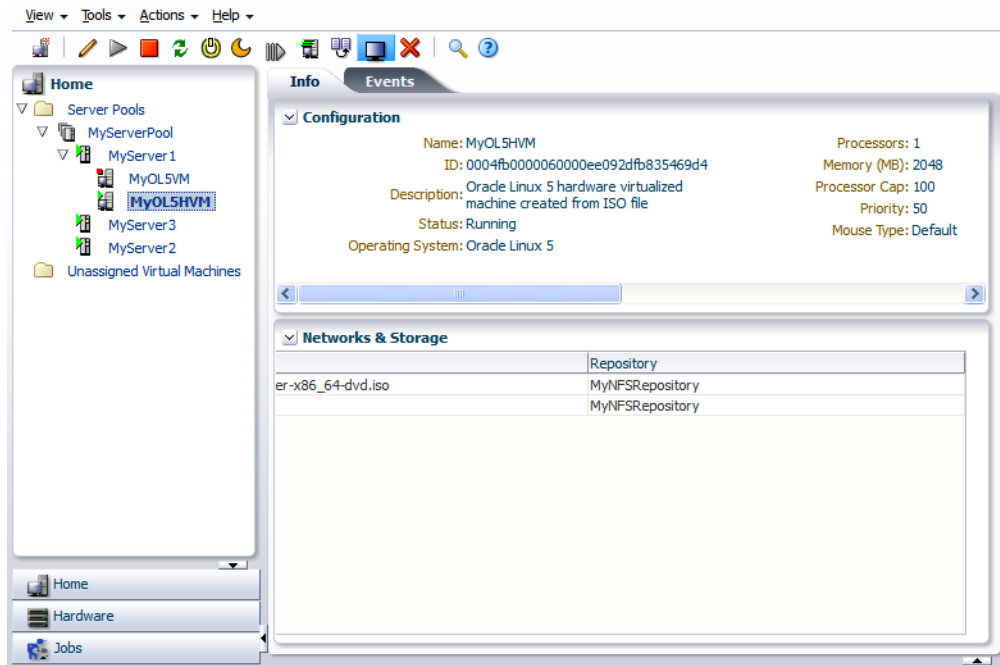 View Tools Actions Help
Home
Server Pools
MyServerPool
MyServer1
MyOL5VM
MyOL5HVM
MyServer3
MyServer2
Unassigned Virtual Machines
Home
Hardware
Jobs
Info Events
Configuration
Name: MyOL5HVM
ID: 0004fb0000060000ee092dfb835469d4
Description: Oracle Linux 5 hardware virtualized
machine created from ISO file
Status: Running
Operating System: Oracle Linux 5
Processors: 1
Memory (MB): 2048
Processor Cap: 100
Priority: 50
Mouse Type: Default
Networks & Storage
Repository
er-x86_64-dvd.iso MyNFSRepository
MyNFSRepository